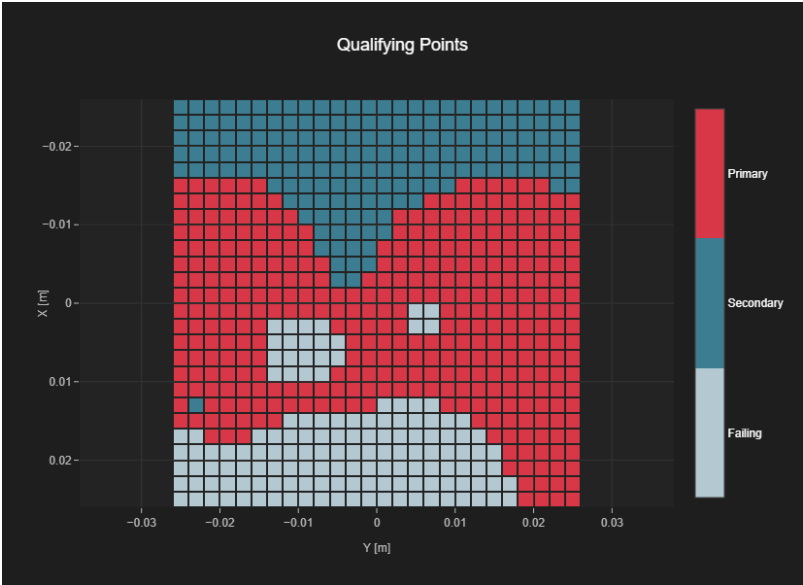 Qualifying Points
−0.02
−0.01
0
0.01
0.02
X [m]
−0.03
−0.02
−0.01
0
0.01
0.02
0.03
Y [m]
Primary
Secondary
Failing